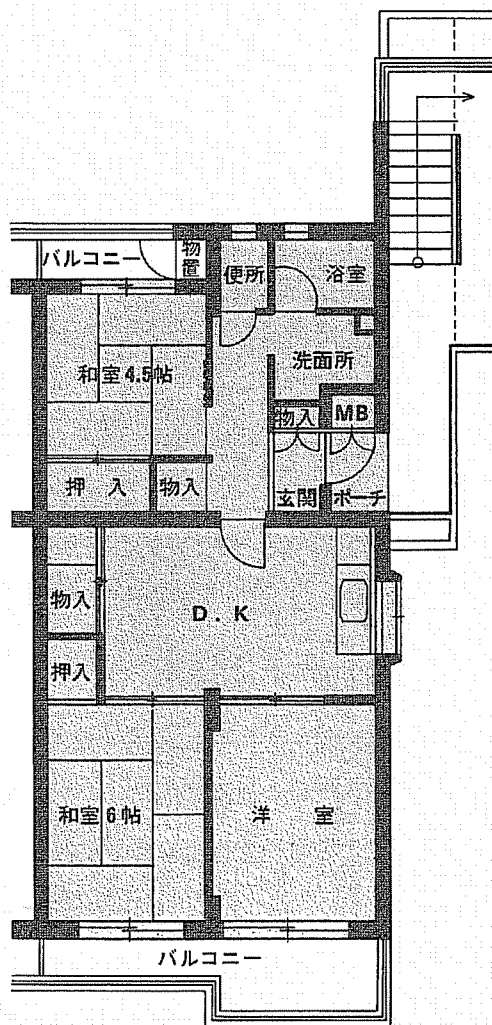 バルコニー
物置
便所
浴室
和室4.5帖
洗面所
物入
MB
押入
物入
玄関
ポーチ
物入
D.K
押入
和室6帖
洋室
バルコニー